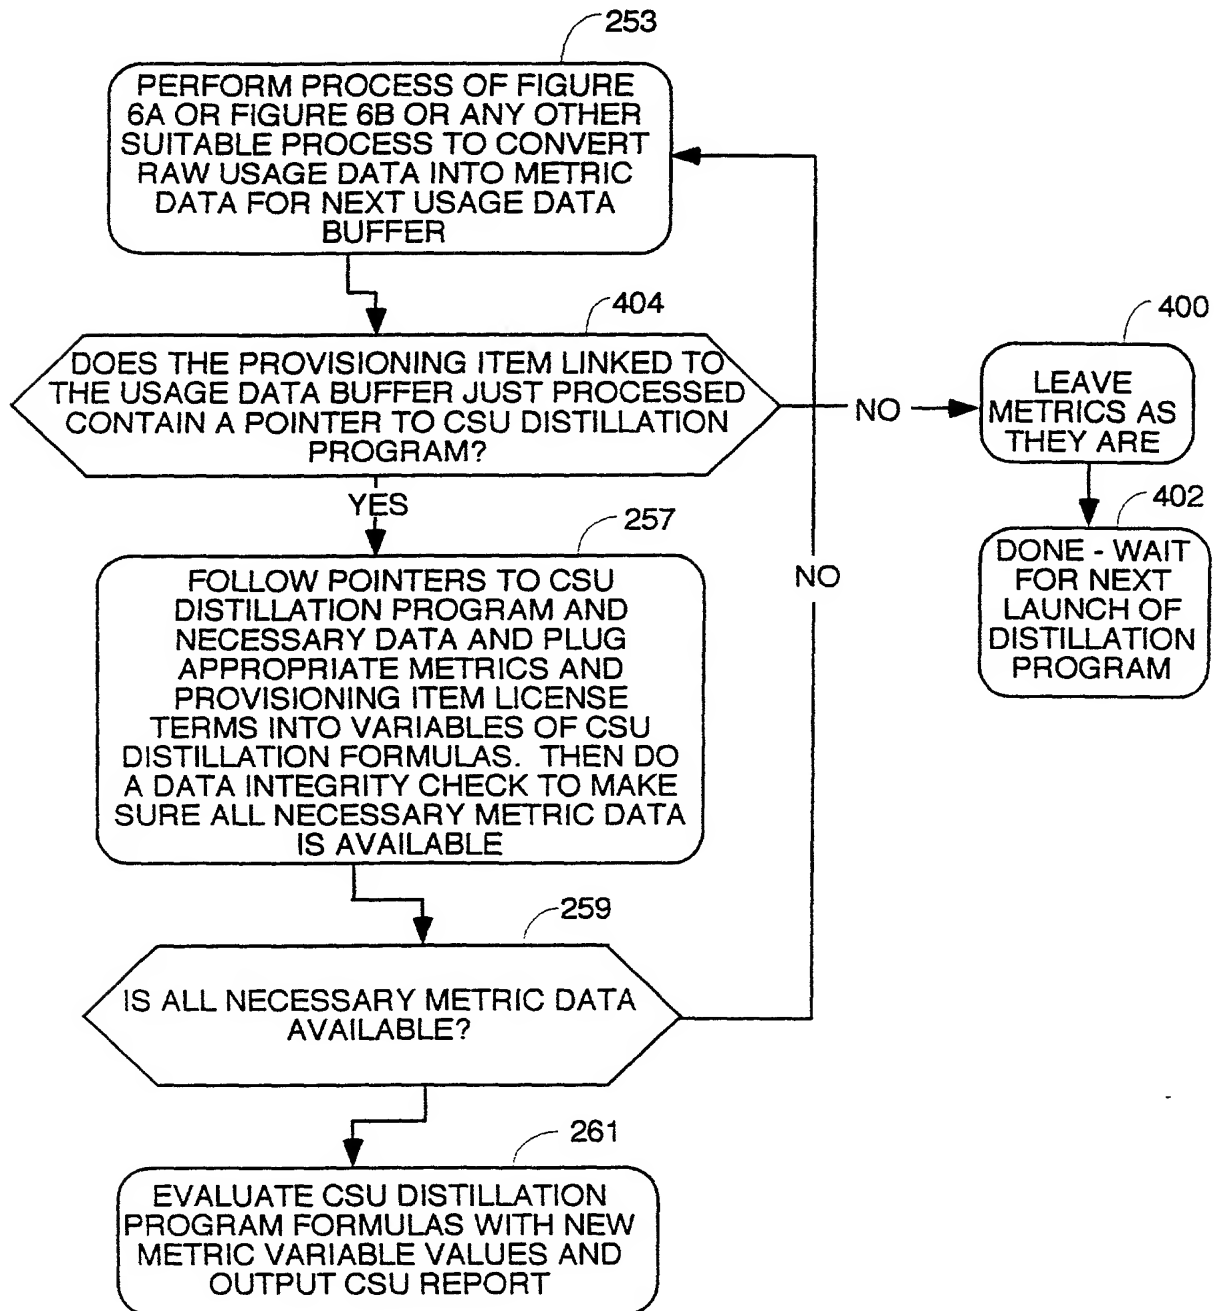 253
PERFORM PROCESS OF FIGURE
6A OR FIGURE 6B OR ANY OTHER
SUITABLE PROCESS TO CONVERT
RAW USAGE DATA INTO METRIC
DATA FOR NEXT USAGE DATA
BUFFER
404
DOES THE PROVISIONING ITEM LINKED TO
THE USAGE DATA BUFFER JUST PROCESSED
CONTAIN A POINTER TO CSU DISTILLATION
PROGRAM?
NO
400
LEAVE
METRICS AS
THEY ARE
402
DONE - WAIT
FOR NEXT
LAUNCH OF
DISTILLATION
PROGRAM
YES
257
FOLLOW POINTERS TO CSU
DISTILLATION PROGRAM AND
NECESSARY DATA AND PLUG
APPROPRIATE METRICS AND
PROVISIONING ITEM LICENSE
TERMS INTO VARIABLES OF CSU
DISTILLATION FORMULAS. THEN DO
A DATA INTEGRITY CHECK TO MAKE
SURE ALL NECESSARY METRIC DATA
IS AVAILABLE
NO
259
IS ALL NECESSARY METRIC DATA
AVAILABLE?
261
EVALUATE CSU DISTILLATION
PROGRAM FORMULAS WITH NEW
METRIC VARIABLE VALUES AND
OUTPUT CSU REPORT